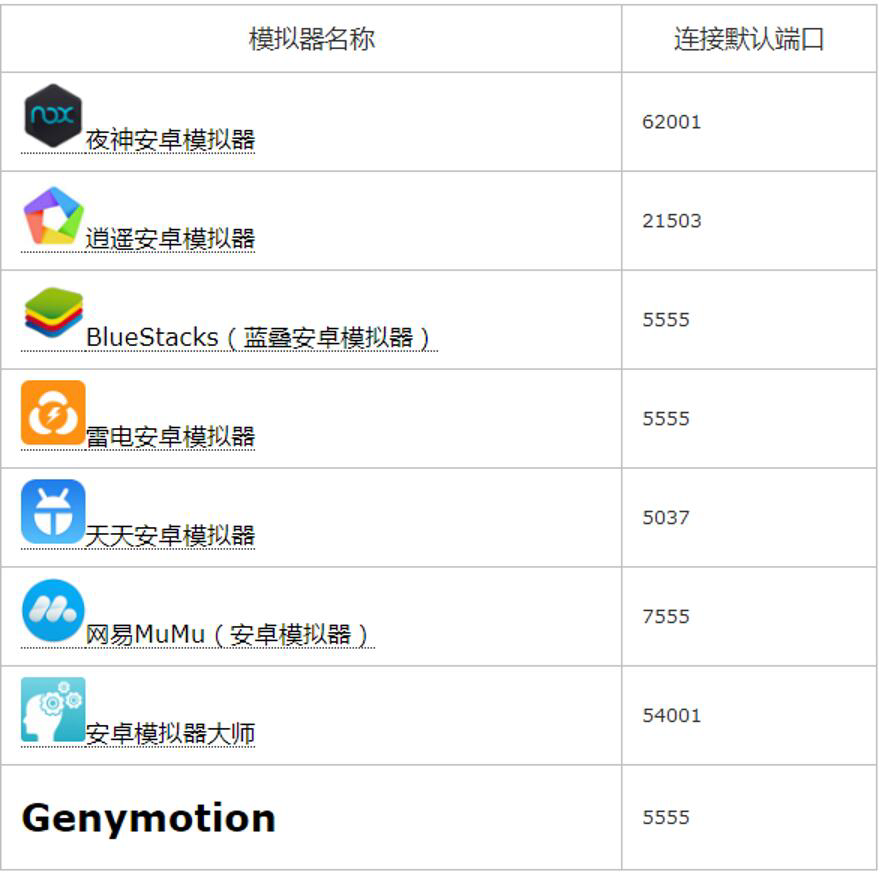 模拟器名称 连接默认端口
nox
夜神安卓模拟器 62001
逍遥安卓模拟器 21503
BlueStacks（蓝叠安卓模拟器） 5555
雷电安卓模拟器 5555
天天安卓模拟器 5037
网易MuMu（安卓模拟器） 7555
安卓模拟器大师 54001
Genymotion 5555